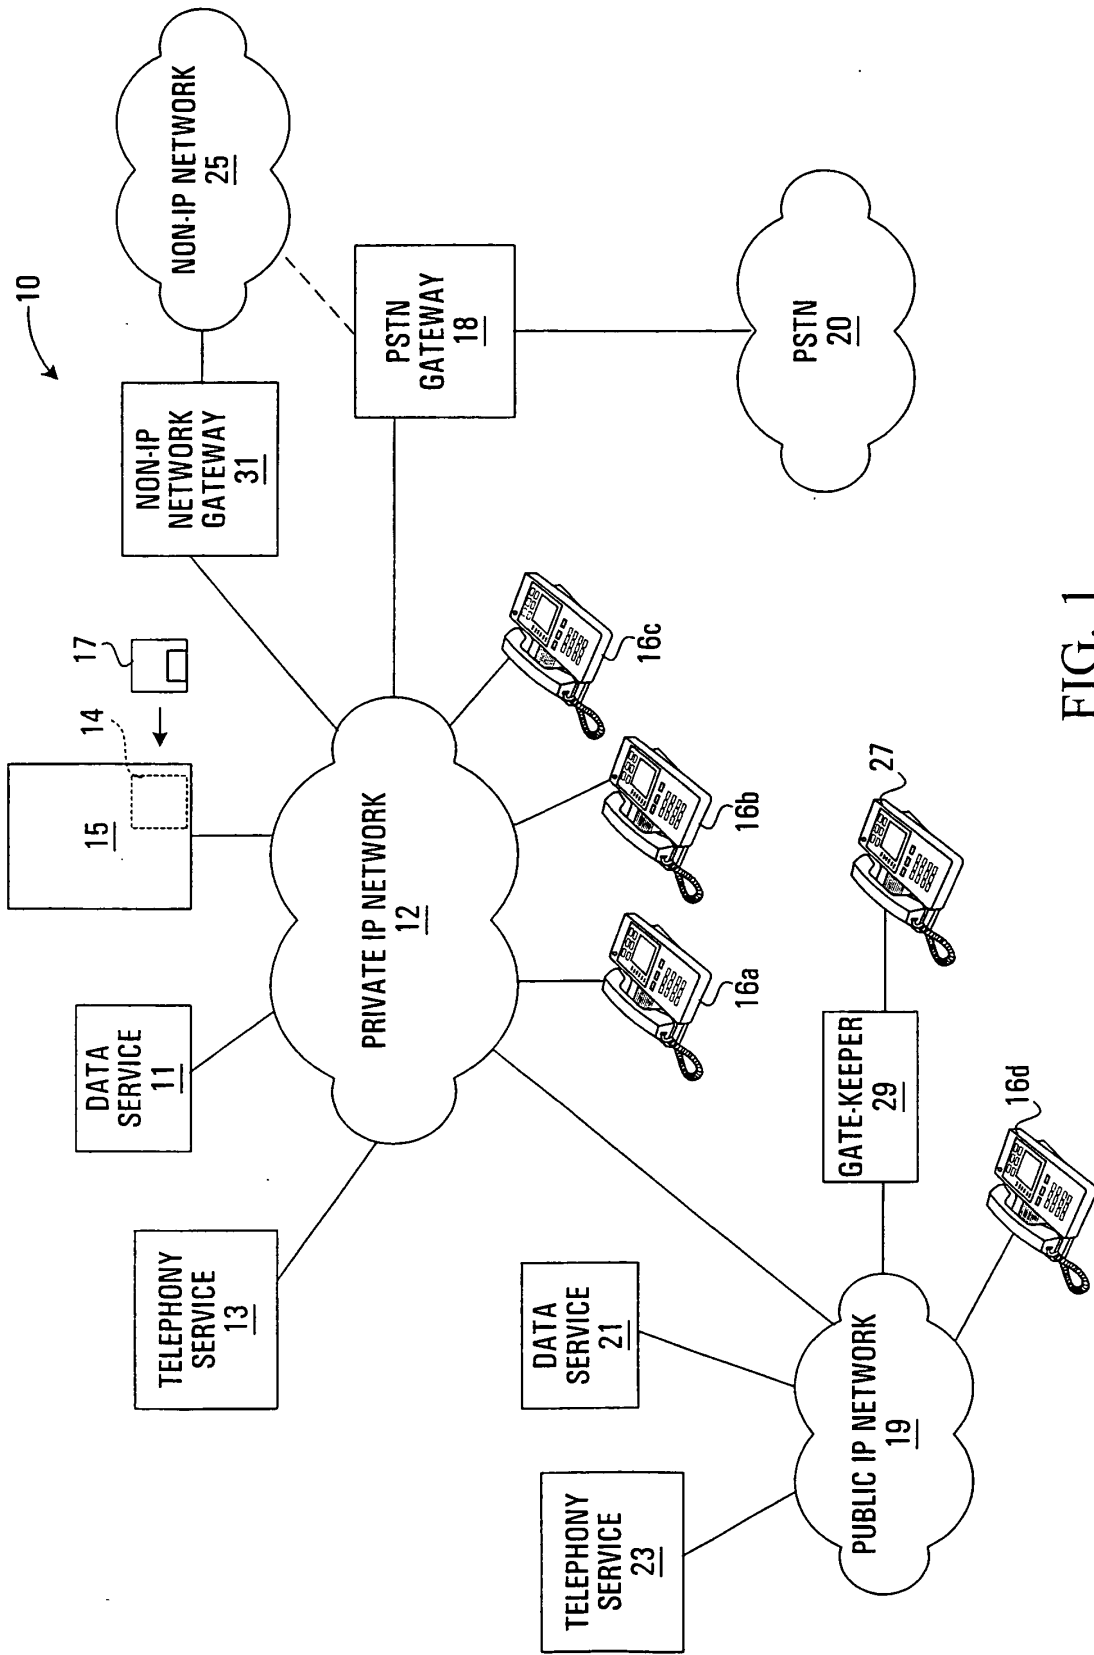 10
TELEPHONY
SERVICE
13
DATA
SERVICE
11
15
14
17
NON-IP
NETWORK
GATEWAY
31
NON-IP NETWORK
25
PRIVATE IP NETWORK
12
PSTN
GATEWAY
18
TELEPHONY
SERVICE
23
DATA
SERVICE
21
16a
16b
16c
PUBLIC IP NETWORK
19
GATE-KEEPER
29
27
16d
PSTN
20
FIG. 1